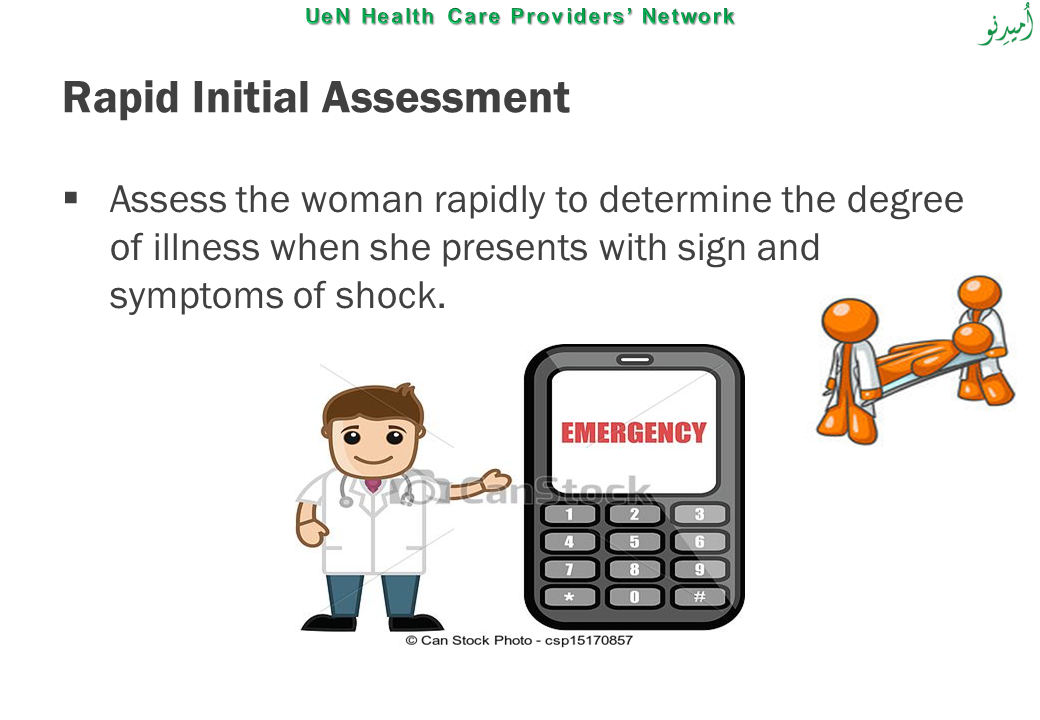 UeN Health Care Providers’ Network
اُمیدِنو
Rapid Initial Assessment
▪ Assess the woman rapidly to determine the degree
of illness when she presents with sign and
symptoms of shock.
EMERGENCY
CanStock
1 2 3
4 5 6
7 8 9
* 0 #
© Can Stock Photo - csp15170857